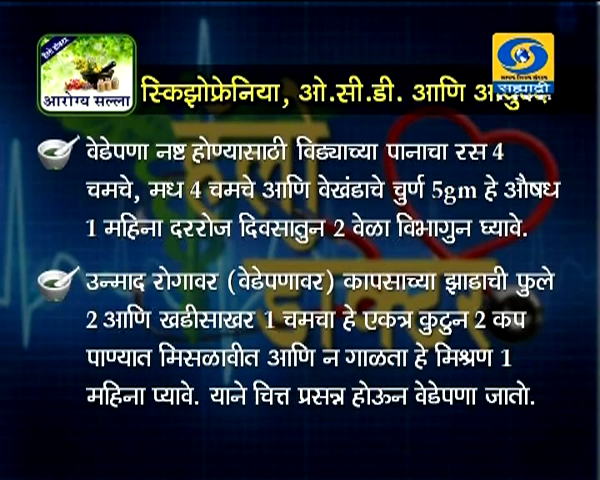 हॅलो डॉक्टर
आरोग्य सल्ला
स्किझोफ्रेनिया, ओ.सी.डी. आणि
सह्याद्री
वेडेपणा नष्ट होण्यासाठी विड्याच्या पानाचा रस 4
चमचे, मध 4 चमचे आणि वेखंडाचे चुर्ण 5gm हे औषध
1 महिना दररोज दिवसातुन 2 वेळा विभागुन घ्यावे.
उन्माद रोगावर (वेडेपणावर) कापसाच्या झाडाची फुले
2 आणि खडीसाखर 1 चमचा हे एकत्र कुटुन 2 कप
पाण्यात मिसळावीत आणि न गाळता हे मिश्रण 1
महिना प्यावे. याने चित्त प्रसन्न होऊन वेडेपणा जातो.